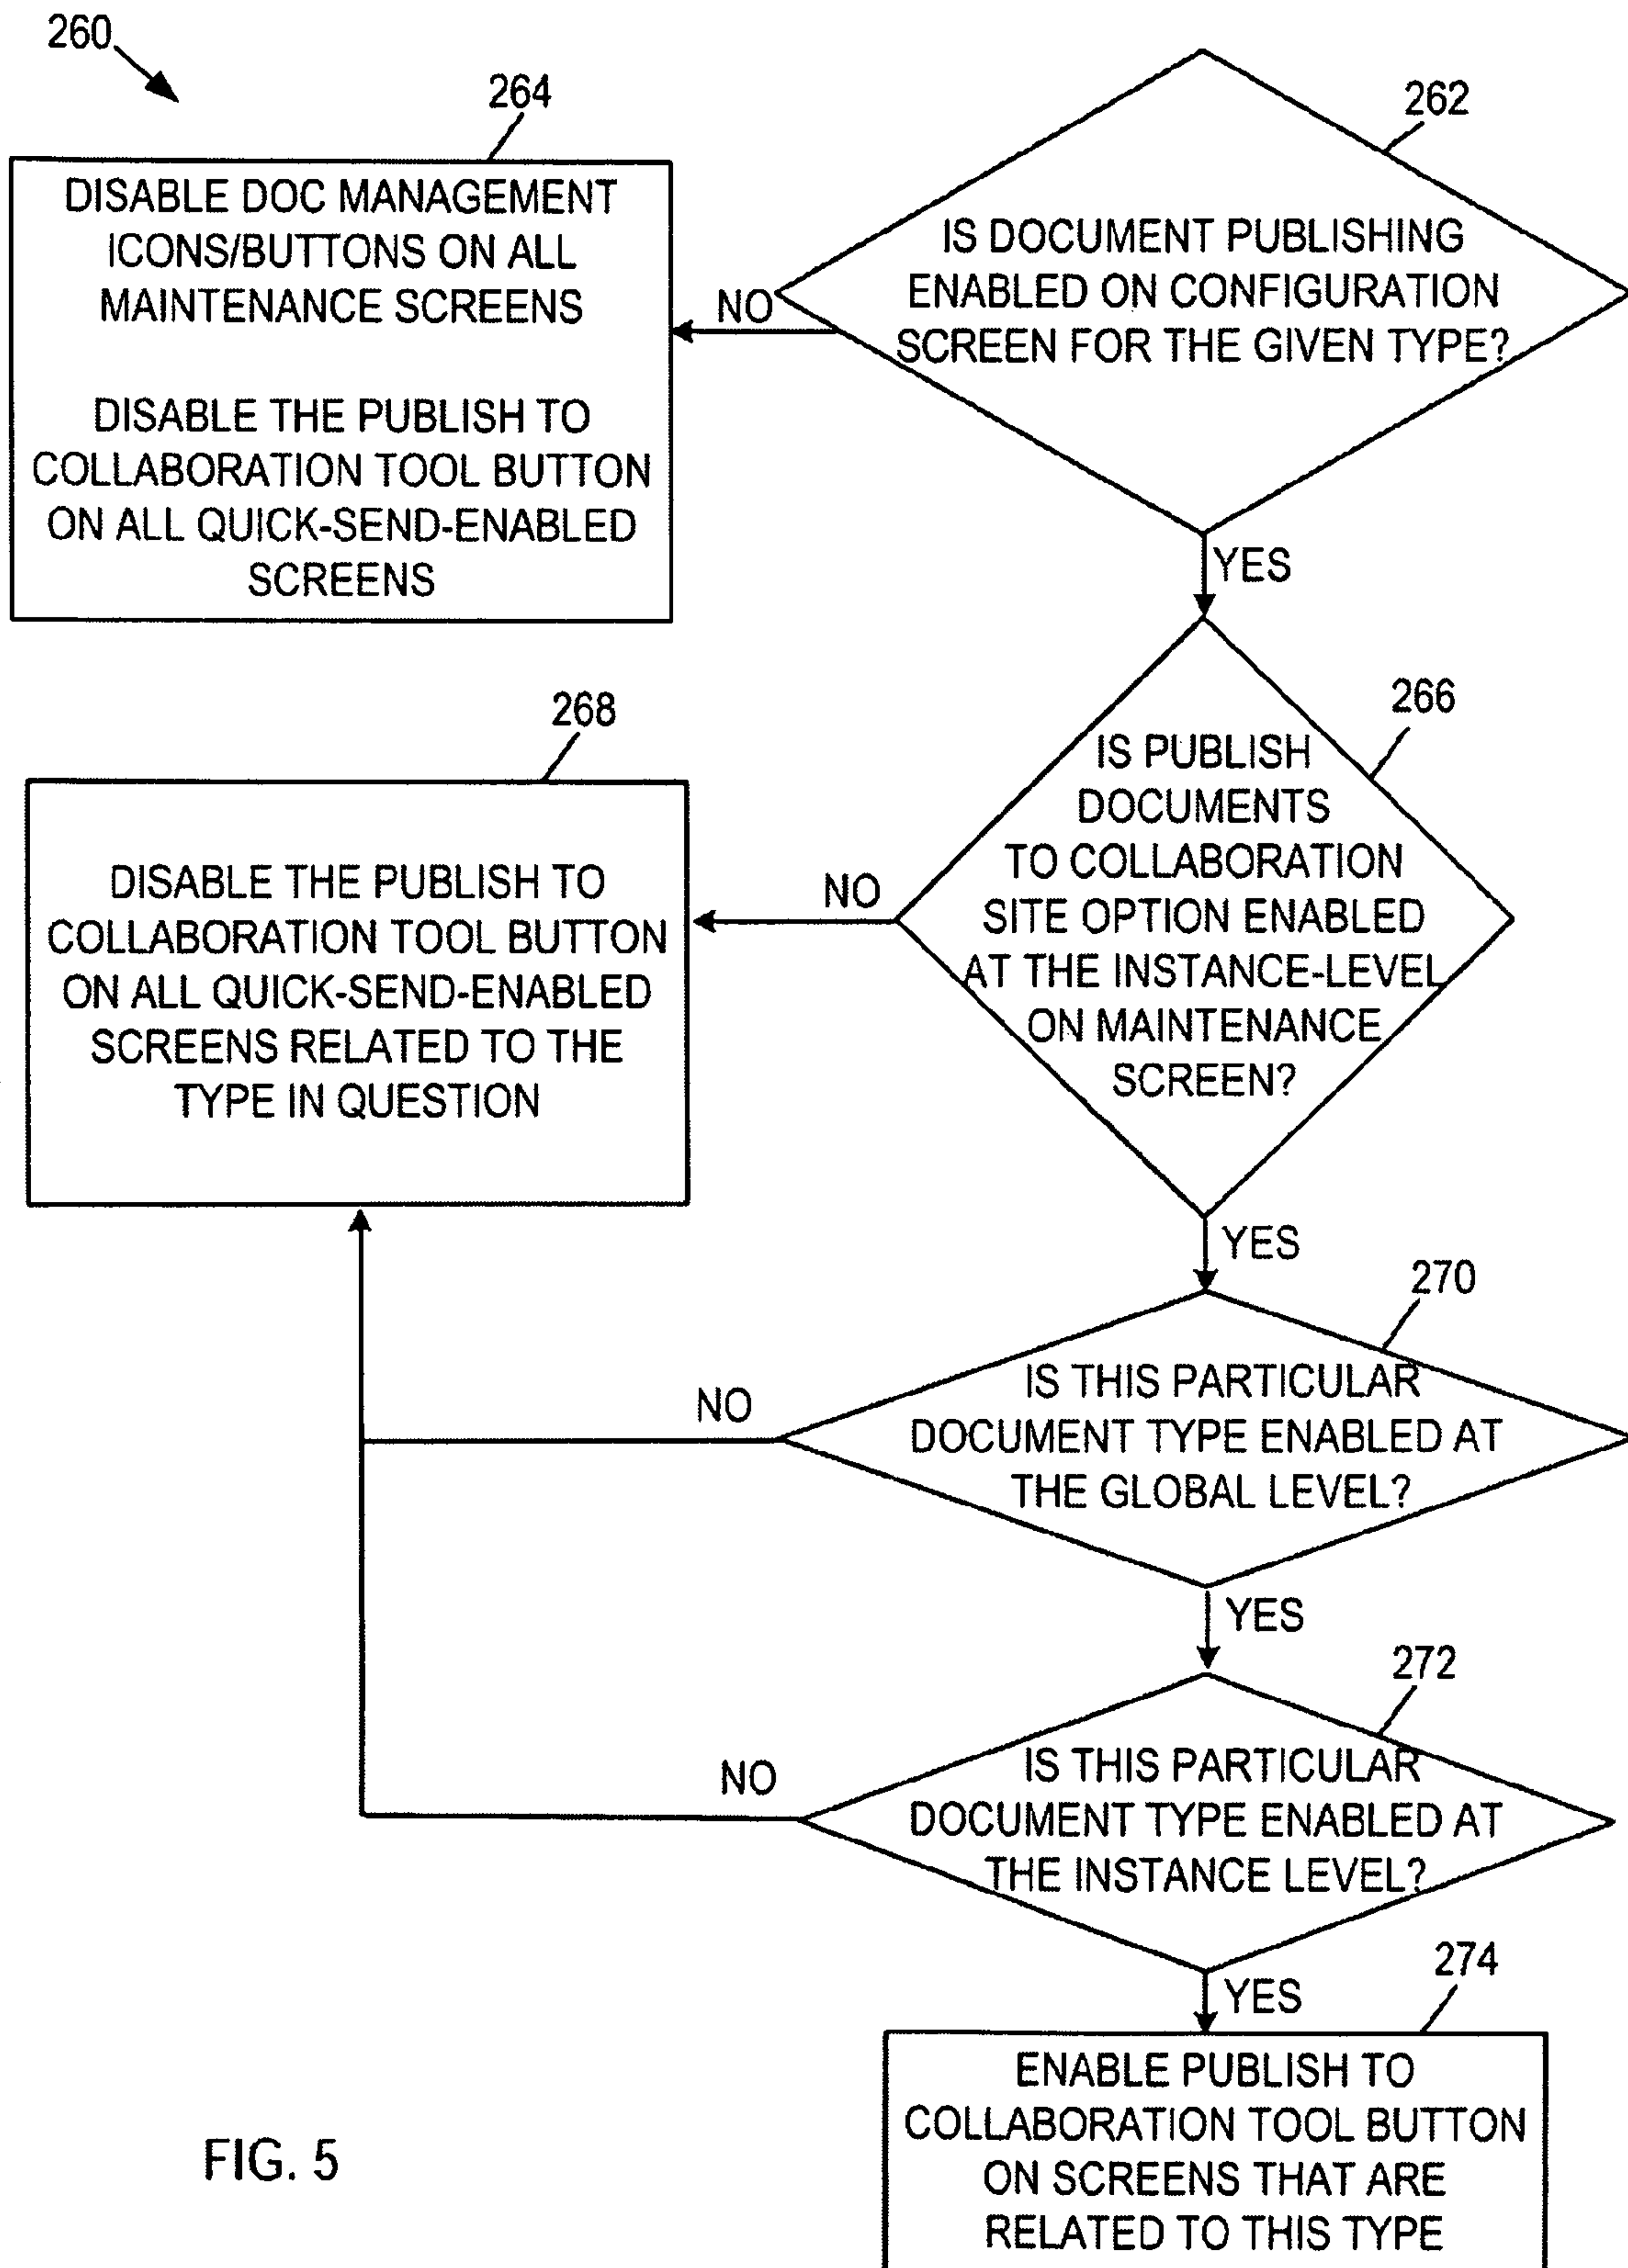 260
264
DISABLE DOC MANAGEMENT
ICONS/BUTTONS ON ALL
MAINTENANCE SCREENS
DISABLE THE PUBLISH TO
COLLABORATION TOOL BUTTON
ON ALL QUICK-SEND-ENABLED
SCREENS
262
IS DOCUMENT PUBLISHING
ENABLED ON CONFIGURATION
SCREEN FOR THE GIVEN TYPE?
NO
YES
266
IS PUBLISH
DOCUMENTS
TO COLLABORATION
SITE OPTION ENABLED
AT THE INSTANCE-LEVEL
ON MAINTENANCE
SCREEN?
NO
268
DISABLE THE PUBLISH TO
COLLABORATION TOOL BUTTON
ON ALL QUICK-SEND-ENABLED
SCREENS RELATED TO THE
TYPE IN QUESTION
YES
270
IS THIS PARTICULAR
DOCUMENT TYPE ENABLED AT
THE GLOBAL LEVEL?
NO
YES
272
IS THIS PARTICULAR
DOCUMENT TYPE ENABLED AT
THE INSTANCE LEVEL?
NO
YES
274
ENABLE PUBLISH TO
COLLABORATION TOOL BUTTON
ON SCREENS THAT ARE
RELATED TO THIS TYPE
FIG. 5